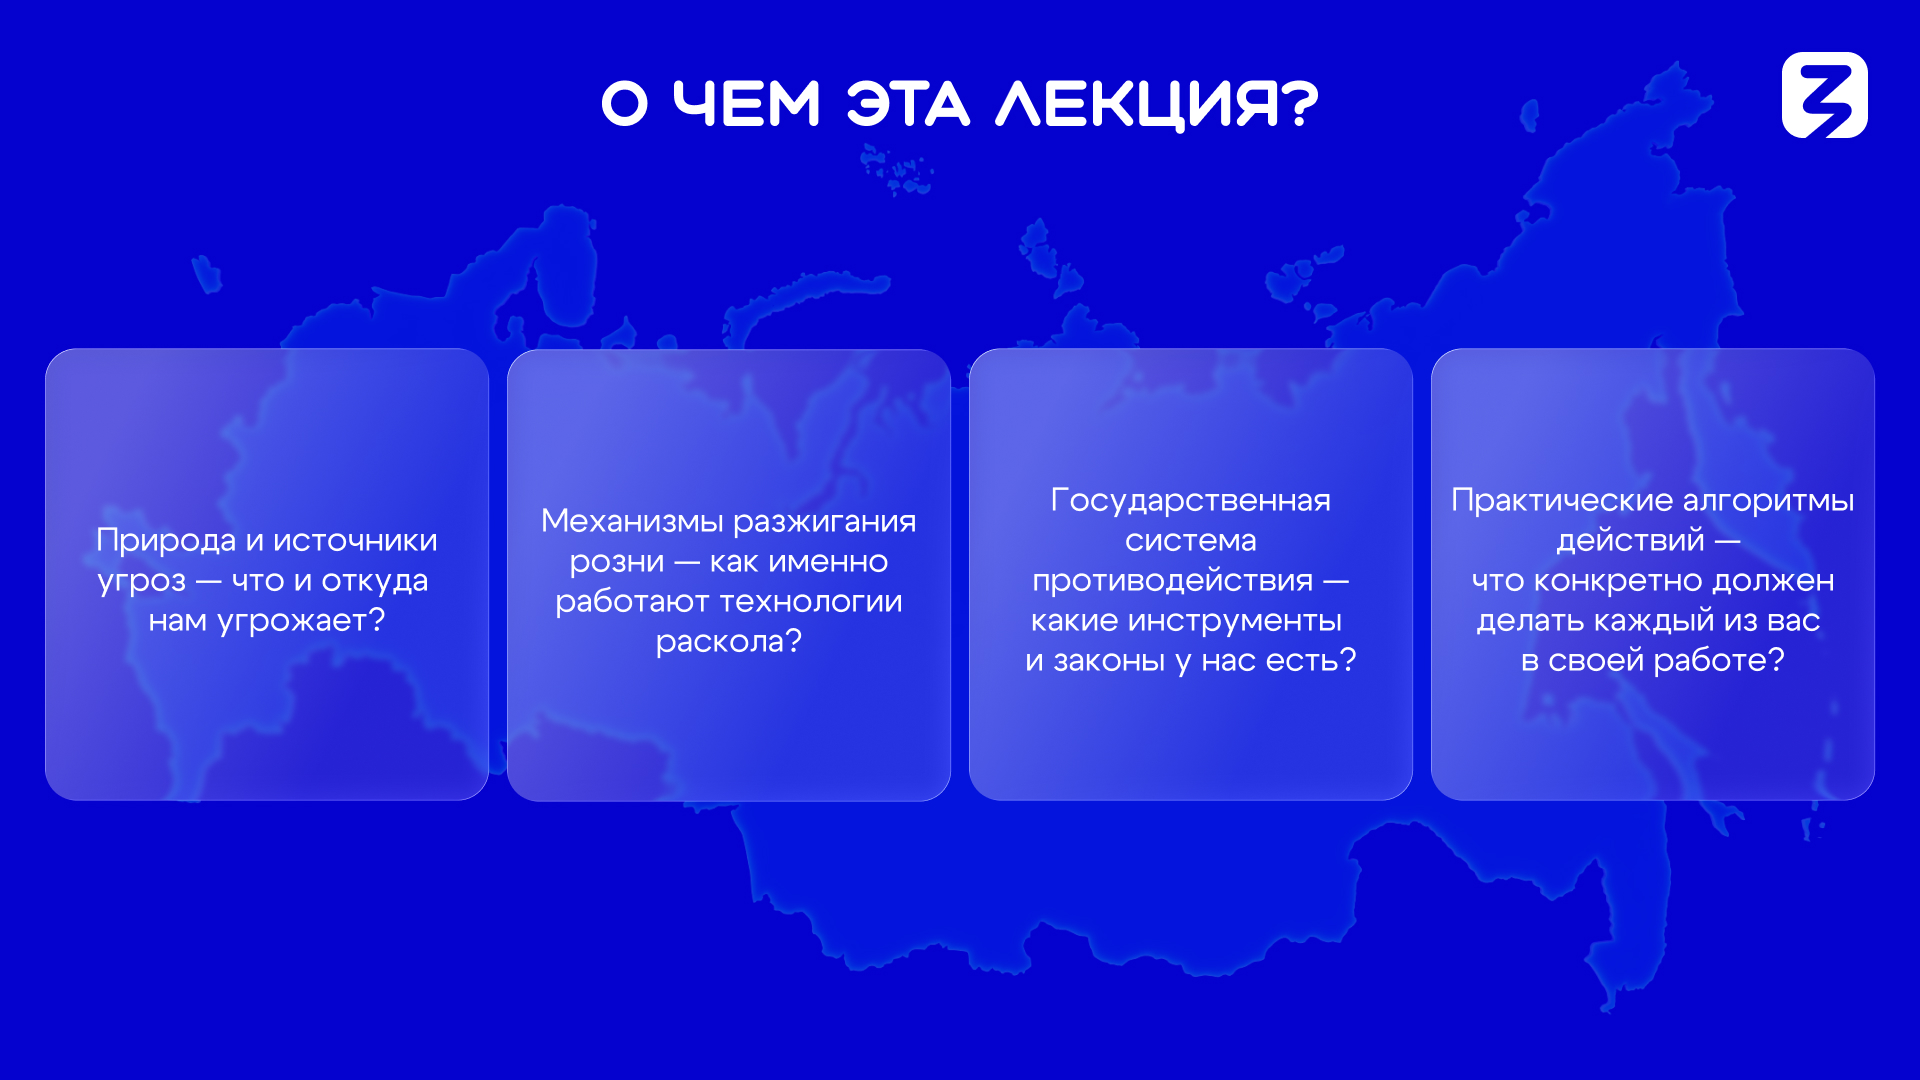 О ЧЕМ ЭТА ЛЕКЦИЯ?
Природа и источники
угроз — что и откуда
нам угрожает?
Механизмы разжигания
розни — как именно
работают технологии
раскола?
Государственная
система
противодействия —
какие инструменты
и законы у нас есть?
Практические алгоритмы
действий —
что конкретно должен
делать каждый из вас
в своей работе?